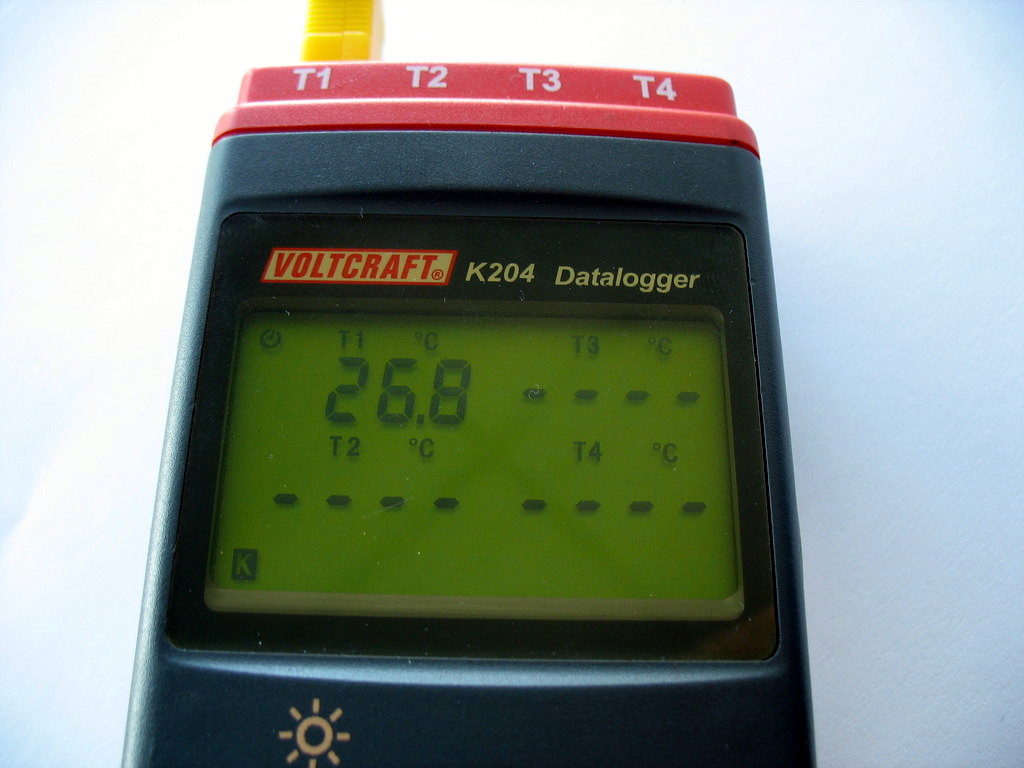 T1 T2 T3 T4
VOLTCRAFT® K204 Datalogger
T1 °C T3 °C
26.8 - - - -
T2 °C T4 °C
- - - - - - - -
K